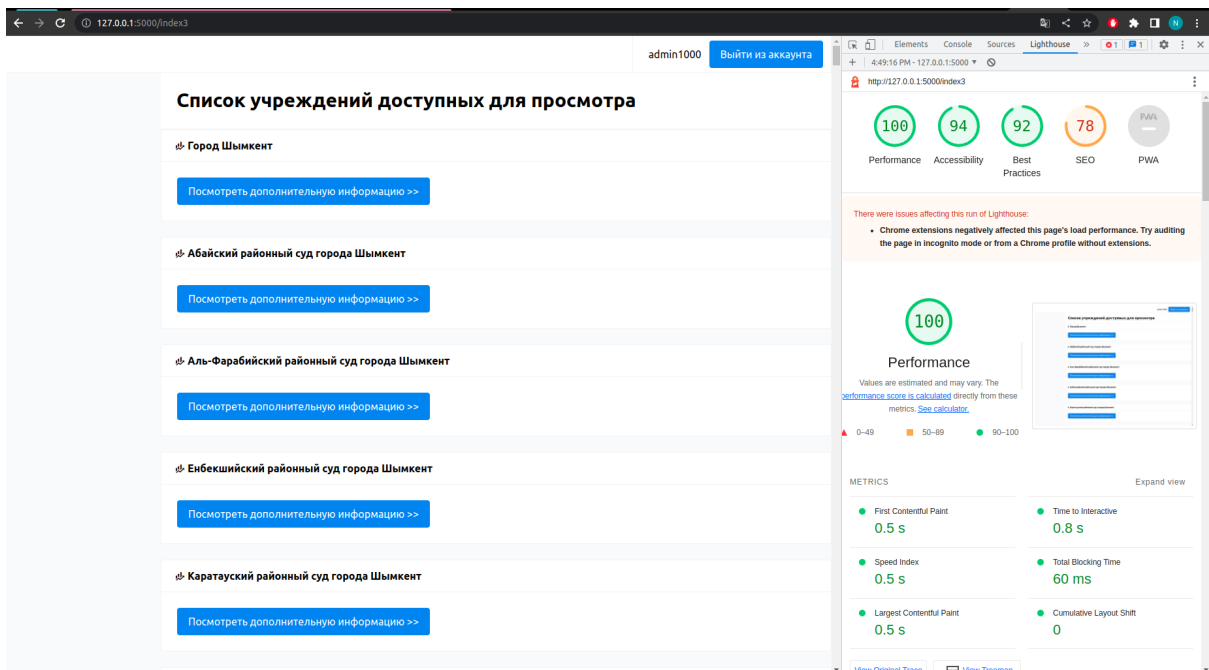 127.0.0.1:5000/index3
N
admin1000
Выйти из аккаунта
Список учреждений доступных для просмотра
Город Шымкент
Посмотреть дополнительную информацию >>
Абайский районный суд города Шымкент
Посмотреть дополнительную информацию >>
Аль-Фарабийский районный суд города Шымкент
Посмотреть дополнительную информацию >>
Енбекшийский районный суд города Шымкент
Посмотреть дополнительную информацию >>
Каратауский районный суд города Шымкент
Посмотреть дополнительную информацию >>
Elements Console Sources Lighthouse » 1 1
+ 4:49:16 PM - 127.0.0.1:5000
http://127.0.0.1:5000/index3
100 94 92 78 PWA
Performance Accessibility Best Practices SEO PWA
There were issues affecting this run of Lighthouse:
• Chrome extensions negatively affected this page's load performance. Try auditing
the page in incognito mode or from a Chrome profile without extensions.
100
Performance
Values are estimated and may vary. The
performance score is calculated directly from these
metrics. See calculator.
0–49 50–89 90–100
METRICS Expand view
First Contentful Paint
0.5 s
Time to Interactive
0.8 s
Speed Index
0.5 s
Total Blocking Time
60 ms
Largest Contentful Paint
0.5 s
Cumulative Layout Shift
0
View Original Trace View Treemap